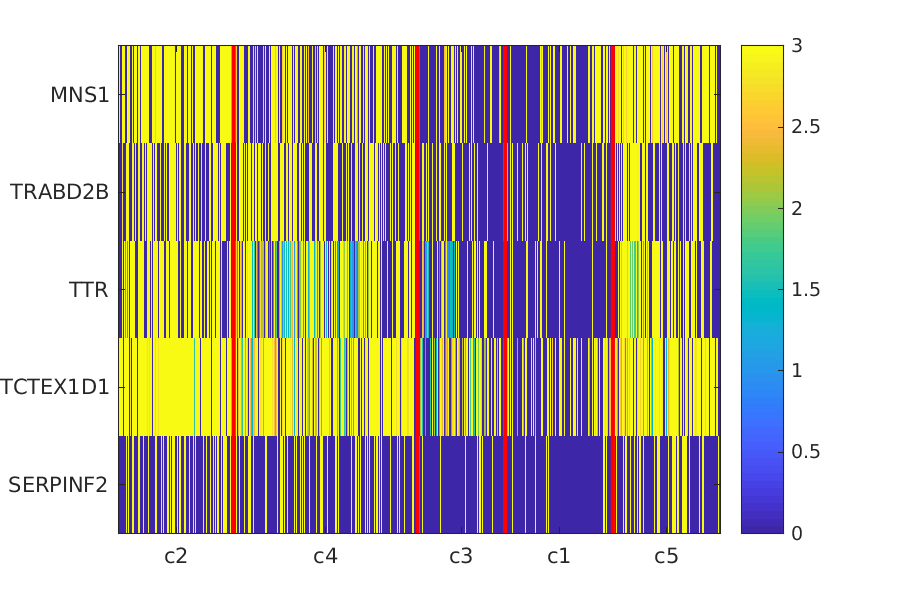 MNS1
TRABD2B
TTR
TCTEX1D1
SERPINF2
c2 c4 c3 c1 c5
3
2.5
2
1.5
1
0.5
0